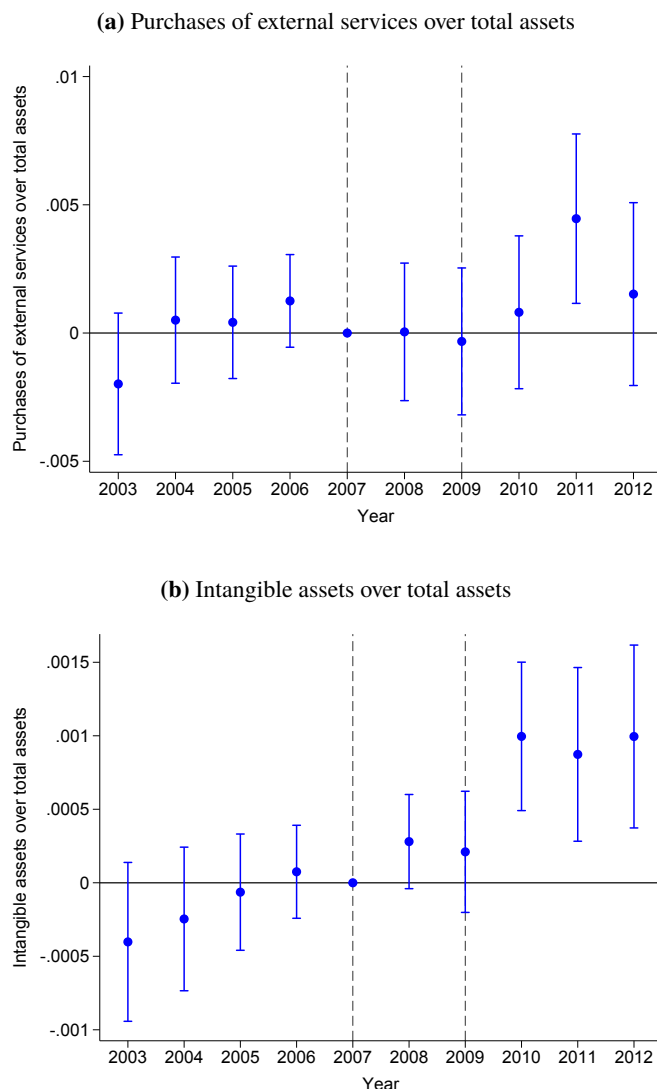 (a) Purchases of external services over total assets
Purchases of external services over total assets
.01
.005
0
-.005
2003 2004 2005 2006 2007 2008 2009 2010 2011 2012
Year
(b) Intangible assets over total assets
Intangible assets over total assets
.0015
.001
.0005
0
-.0005
-.001
2003 2004 2005 2006 2007 2008 2009 2010 2011 2012
Year